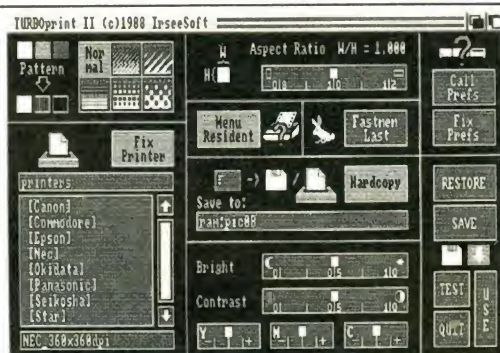 TURBOprint II (c)1988 IrseeSoft
Pattern
Nor
mal
W
H
Aspect Ratio W/H = 1.000
0|8 1|0 1|2
Call
Prefs
Fix
Prefs
Menu
Resident
Fastmem
Last
Fix
Printer
printers
[Canon]
[Commodore]
[Epson]
[Nec]
[Okidata]
[Panasonic]
[Seikosha]
[Star]
NEC_360x360dpi
F -> /
Hardcopy
Save to:
ram:pic00
Bright
0| 0|5 1|0
Contrast
0| 0|5 1|0
Y
- | +
M
- | +
C
- | +
RESTORE
SAVE
TEST
QUIT
USE